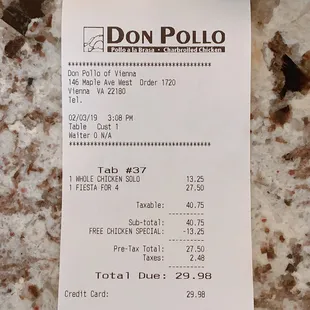 DON POLLO
Pollo a la Brasa • Charbroiled Chicken
****************************************
Don Pollo of Vienna
146 Maple Ave West Order 1720
Vienna VA 22180
Tel.
02/03/19 3:08 PM
Table Cust 1
Waiter 0 N/A
****************************************
Tab #37
1 WHOLE CHICKEN SOLO 13.25
1 FIESTA FOR 4 27.50
Taxable: 40.75
----------
Sub-total: 40.75
FREE CHICKEN SPECIAL: -13.25
----------
Pre-Tax Total: 27.50
Taxes: 2.48
----------
Total Due: 29.98
Credit Card: 29.98